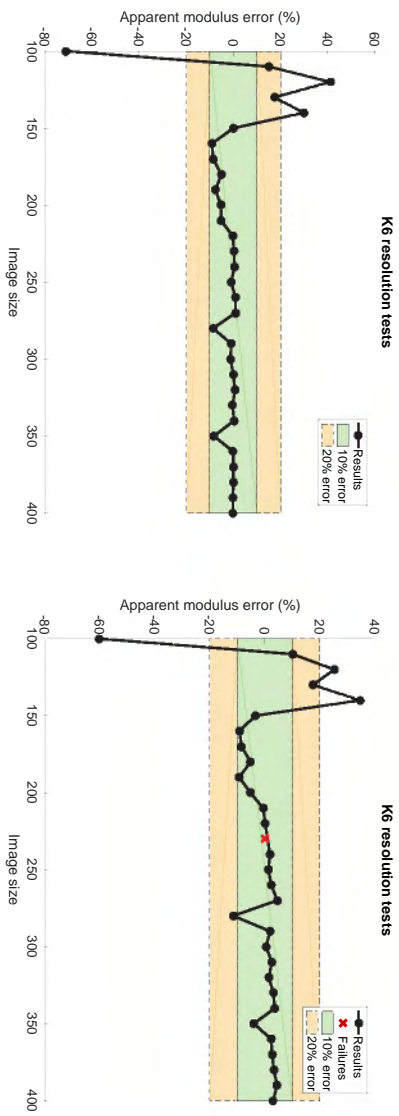 K6 resolution tests
Apparent modulus error (%)
60
40
20
0
-20
-40
-60
-80
100
150
200
250
300
350
400
Image size
Results
10% error
20% error
K6 resolution tests
Apparent modulus error (%)
40
20
0
-20
-40
-60
-80
100
150
200
250
300
350
400
Image size
Results
Failures
10% error
20% error